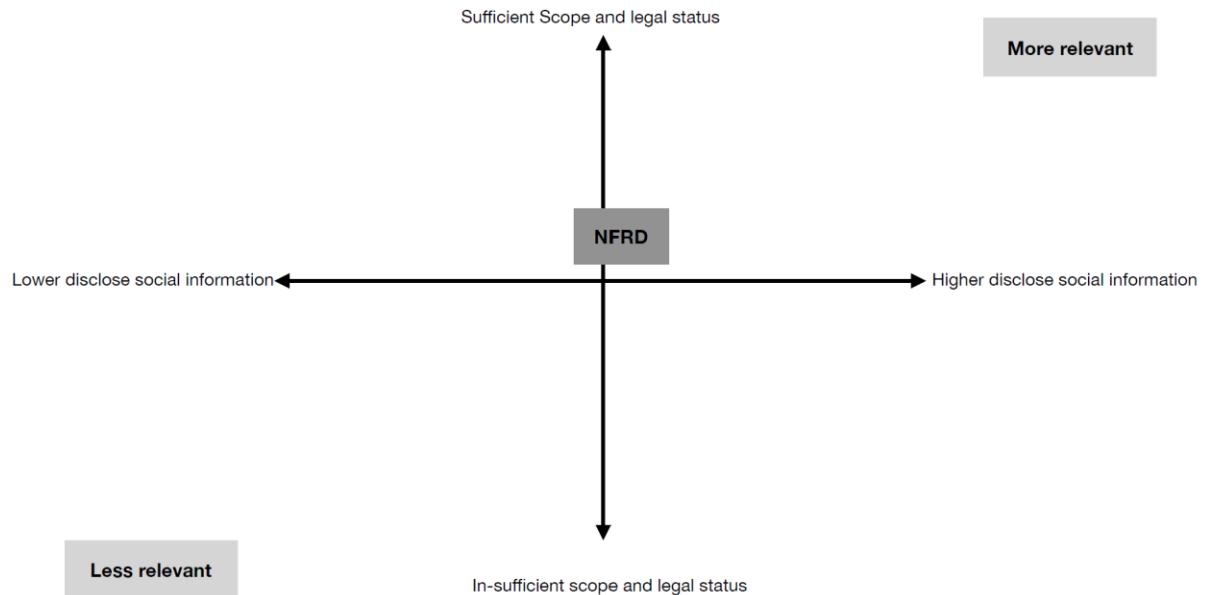 Sufficient Scope and legal status
More relevant
NFRD
Lower disclose social information
Higher disclose social information
Less relevant
In-sufficient scope and legal status